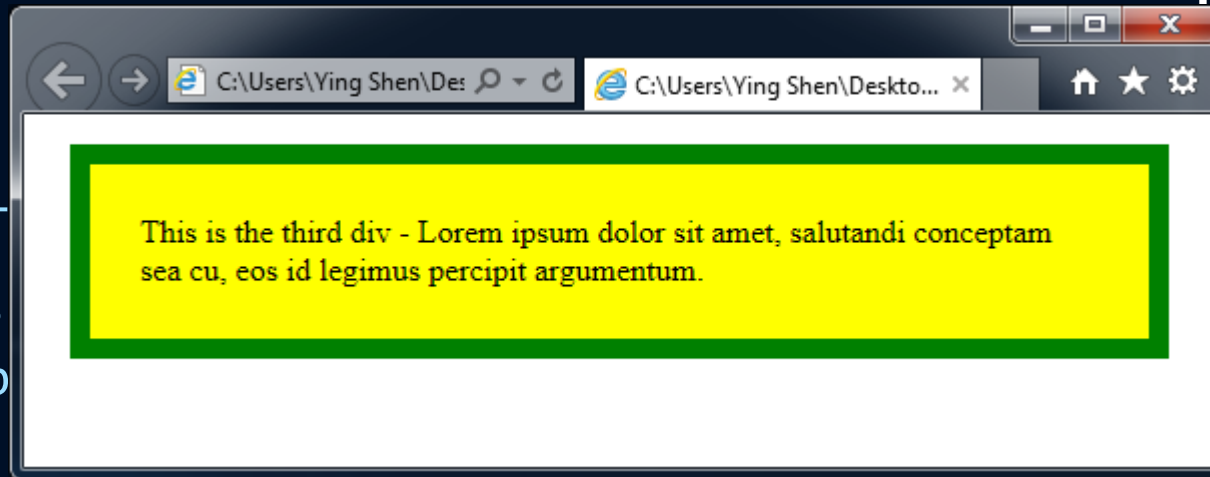 C:\Users\Ying Shen\Des
C:\Users\Ying Shen\Deskto...
This is the third div - Lorem ipsum dolor sit amet, salutandi conceptam
sea cu, eos id legimus percipit argumentum.